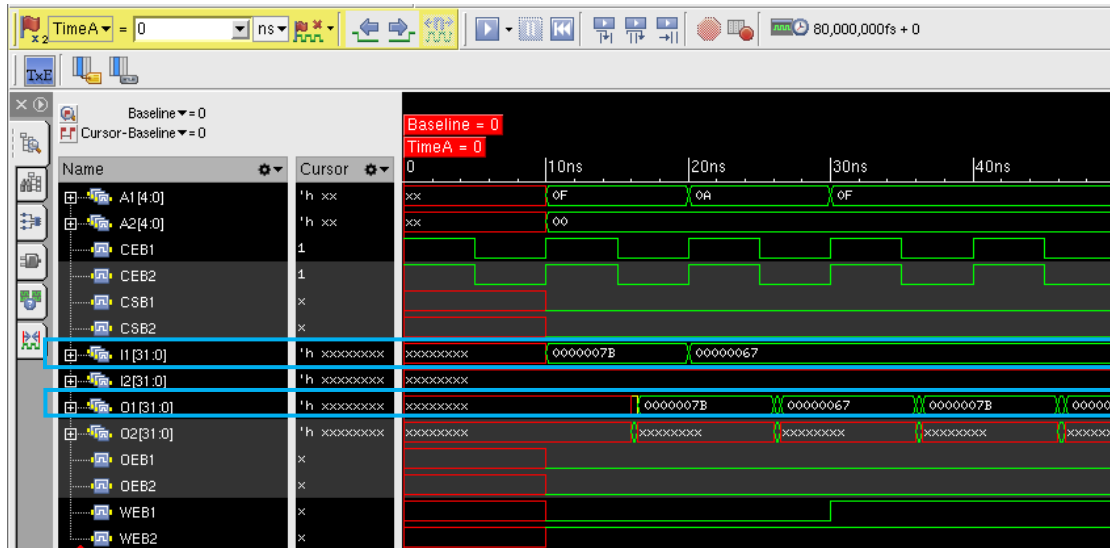 x2 TimeA = 0 ns 80,000,000fs + 0
TxE
Baseline = 0
Cursor-Baseline = 0
Baseline = 0
TimeA = 0
Name Cursor 0 10ns 20ns 30ns 40ns
A1[4:0] 'h xx xx 0F 0A 0F
A2[4:0] 'h xx xx 00
CEB1 1
CEB2 1
CSB1 x
CSB2 x
I1[31:0] 'h xxxxxxxx xxxxxxxx 0000007B 00000067
I2[31:0] 'h xxxxxxxx xxxxxxxx
O1[31:0] 'h xxxxxxxx xxxxxxxx 0000007B 00000067 0000007B 00000
O2[31:0] 'h xxxxxxxx xxxxxxxx xxxxxxxx xxxxxxxx xxxxxxxx xxxxxx
OEB1 x
OEB2 x
WEB1 x
WEB2 x